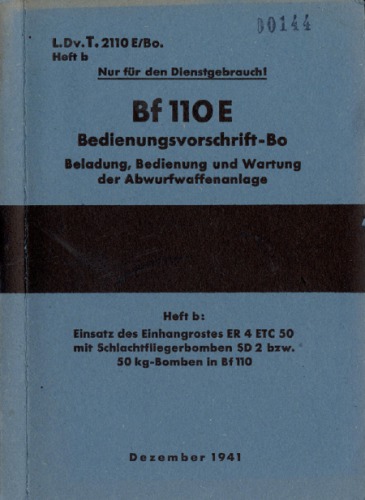 L.Dv.T. 2110 E/Bo.
00144
Heft b
Nur für den Dienstgebrauch!
Bf 110 E
Bedienungsvorschrift-Bo
Beladung, Bedienung und Wartung
der Abwurfwaffenanlage
Heft b:
Einsatz des Einhangrostes ER 4 ETC 50
mit Schlachtfliegerbomben SD 2 bzw.
50 kg-Bomben in Bf 110
Dezember 1941